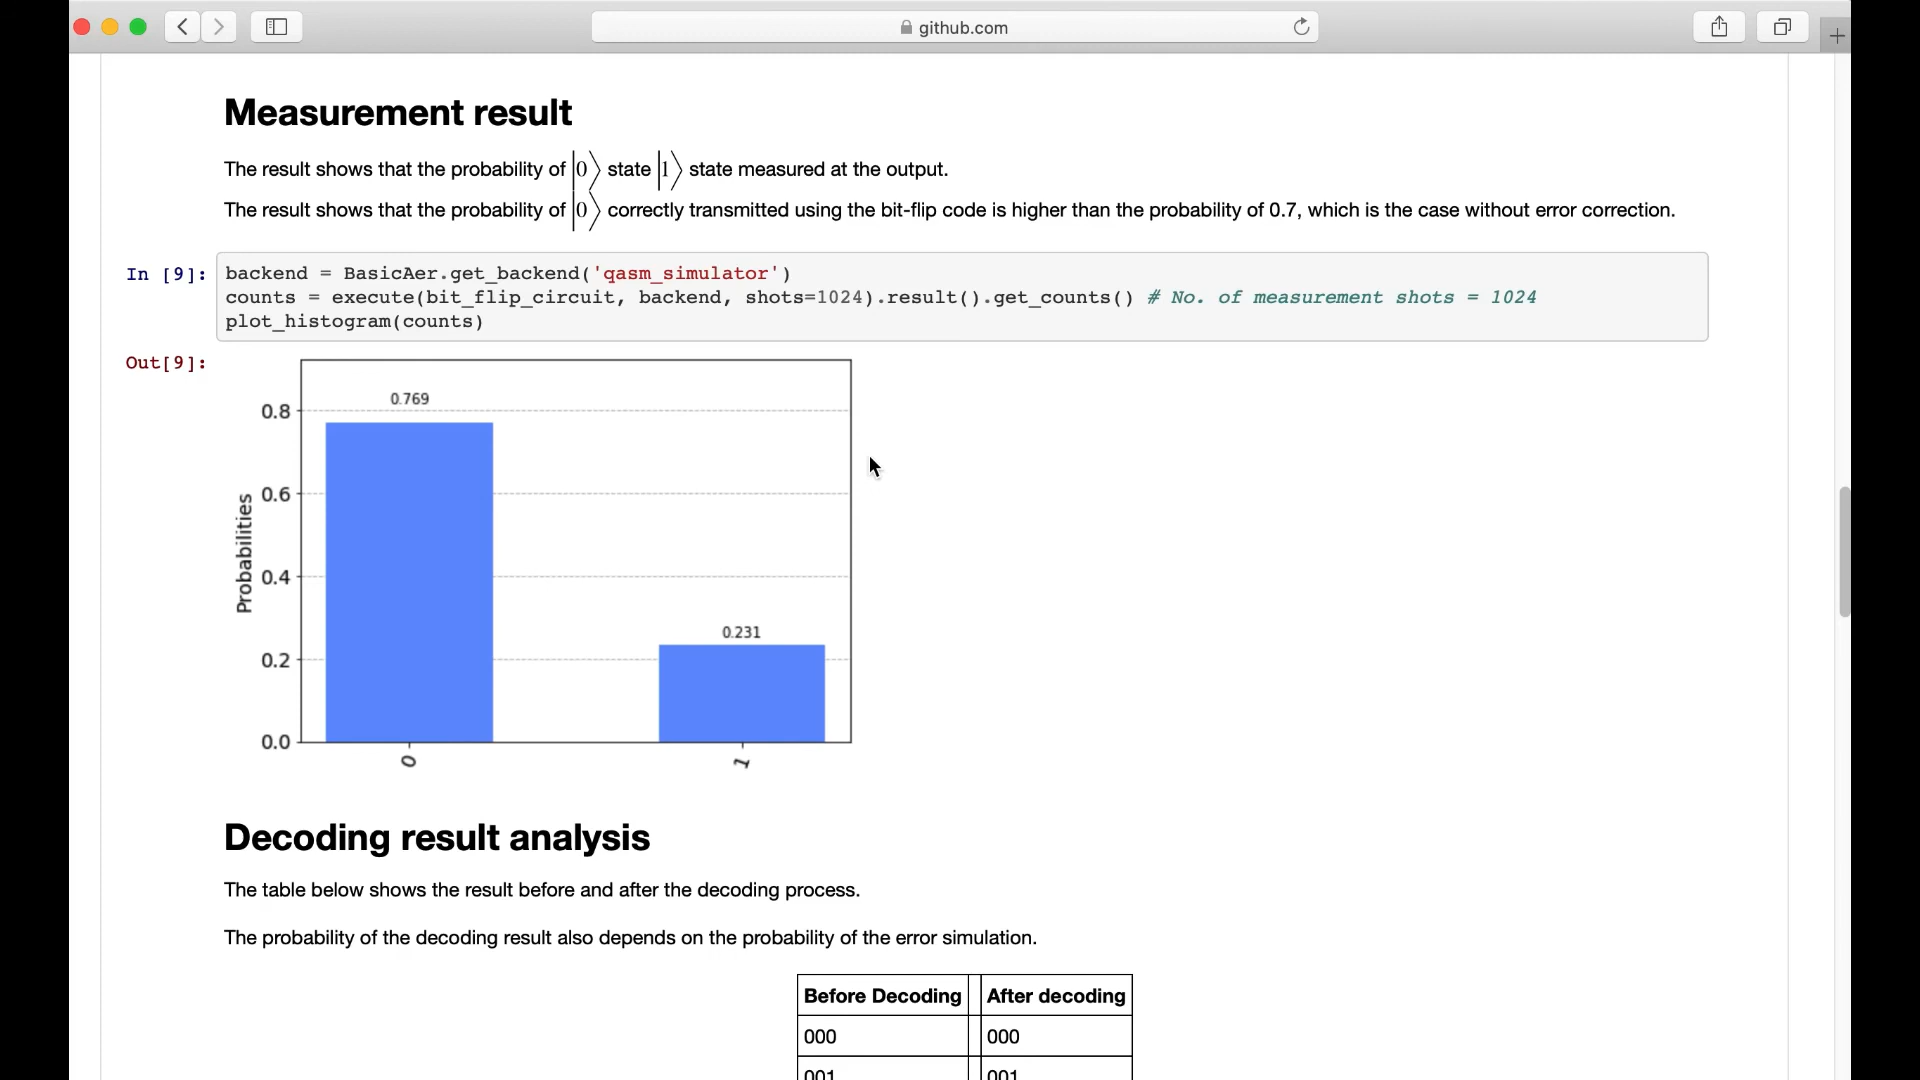 github.com
Measurement result
The result shows that the probability of |0⟩ state |1⟩ state measured at the output.
The result shows that the probability of |0⟩ correctly transmitted using the bit-flip code is higher than the probability of 0.7, which is the case without error correction.
In [9]:
backend = BasicAer.get_backend('qasm_simulator')
counts = execute(bit_flip_circuit, backend, shots=1024).result().get_counts() # No. of measurement shots = 1024
plot_histogram(counts)
Out[9]:
0.769
0.8
0.6
Probabilities
0.4
0.231
0.2
0.0
0
1
Decoding result analysis
The table below shows the result before and after the decoding process.
The probability of the decoding result also depends on the probability of the error simulation.
Before Decoding After decoding
000 000
001 001